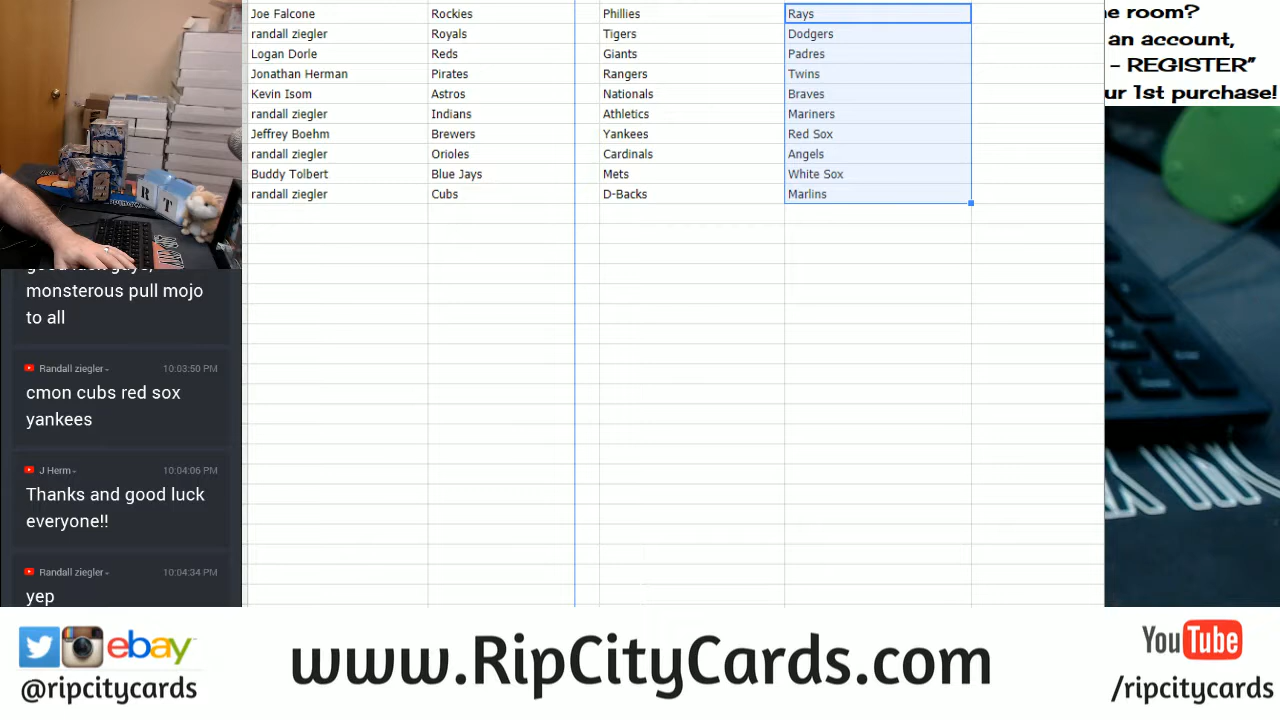 Joe Falcone Rockies Phillies Rays
randall ziegler Royals Tigers Dodgers
Logan Dorle Reds Giants Padres
Jonathan Herman Pirates Rangers Twins
Kevin Isom Astros Nationals Braves
randall ziegler Indians Athletics Mariners
Jeffrey Boehm Brewers Yankees Red Sox
randall ziegler Orioles Cardinals Angels
Buddy Tolbert Blue Jays Mets White Sox
randall ziegler Cubs D-Backs Marlins
e room?
an account,
- REGISTER"
ur 1st purchase!
R T
monsterous pull mojo
to all
Randall ziegler 10:03:50 PM
cmon cubs red sox
yankees
J Herm 10:04:06 PM
Thanks and good luck
everyone!!
Randall ziegler 10:04:34 PM
yep
ebay
@ripcitycards
www.RipCityCards.com
YouTube
/ripcitycards